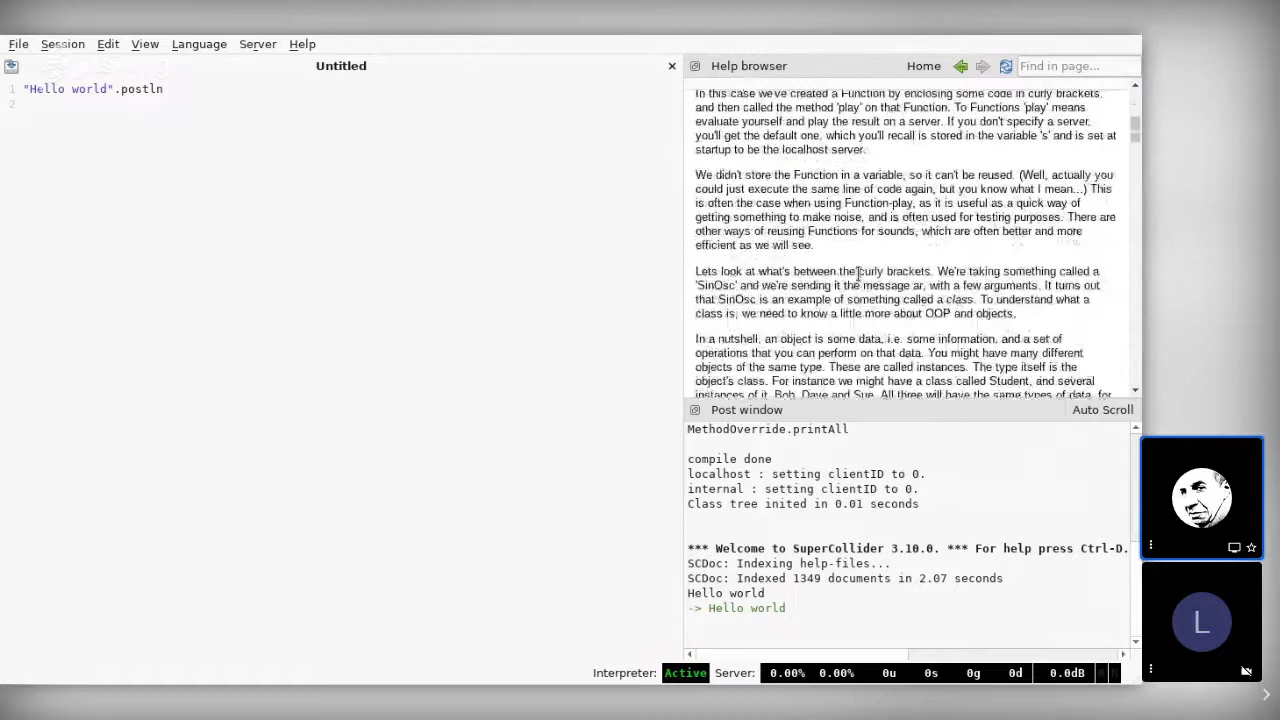 File Session Edit View Language Server Help
Untitled
1 "Hello world".postln
2
Help browser Home Find in page...
In this case we've created a Function by enclosing some code in curly brackets,
and then called the method 'play' on that Function. To Functions 'play' means
evaluate yourself and play the result on a server. If you don't specify a server,
you'll get the default one, which you'll recall is stored in the variable 's' and is set at
startup to be the localhost server.
We didn't store the Function in a variable, so it can't be reused. (Well, actually you
could just execute the same line of code again, but you know what I mean...) This
is often the case when using Function-play, as it is useful as a quick way of
getting something to make noise, and is often used for testing purposes. There are
other ways of reusing Functions for sounds, which are often better and more
efficient as we will see.
Lets look at what's between the curly brackets. We're taking something called a
'SinOsc' and we're sending it the message ar, with a few arguments. It turns out
that SinOsc is an example of something called a class. To understand what a
class is, we need to know a little more about OOP and objects.
In a nutshell, an object is some data, i.e. some information, and a set of
operations that you can perform on that data. You might have many different
objects of the same type. These are called instances. The type itself is the
object's class. For instance we might have a class called Student, and several
instances of it, Bob, Dave and Sue. All three will have the same types of data, for
Post window Auto Scroll
MethodOverride.printAll
compile done
localhost : setting clientID to 0.
internal : setting clientID to 0.
Class tree inited in 0.01 seconds
*** Welcome to SuperCollider 3.10.0. *** For help press Ctrl-D.
SCDoc: Indexing help-files...
SCDoc: Indexed 1349 documents in 2.07 seconds
Hello world
-> Hello world
L
Interpreter: Active Server: 0.00% 0.00% 0u 0s 0g 0d 0.0dB